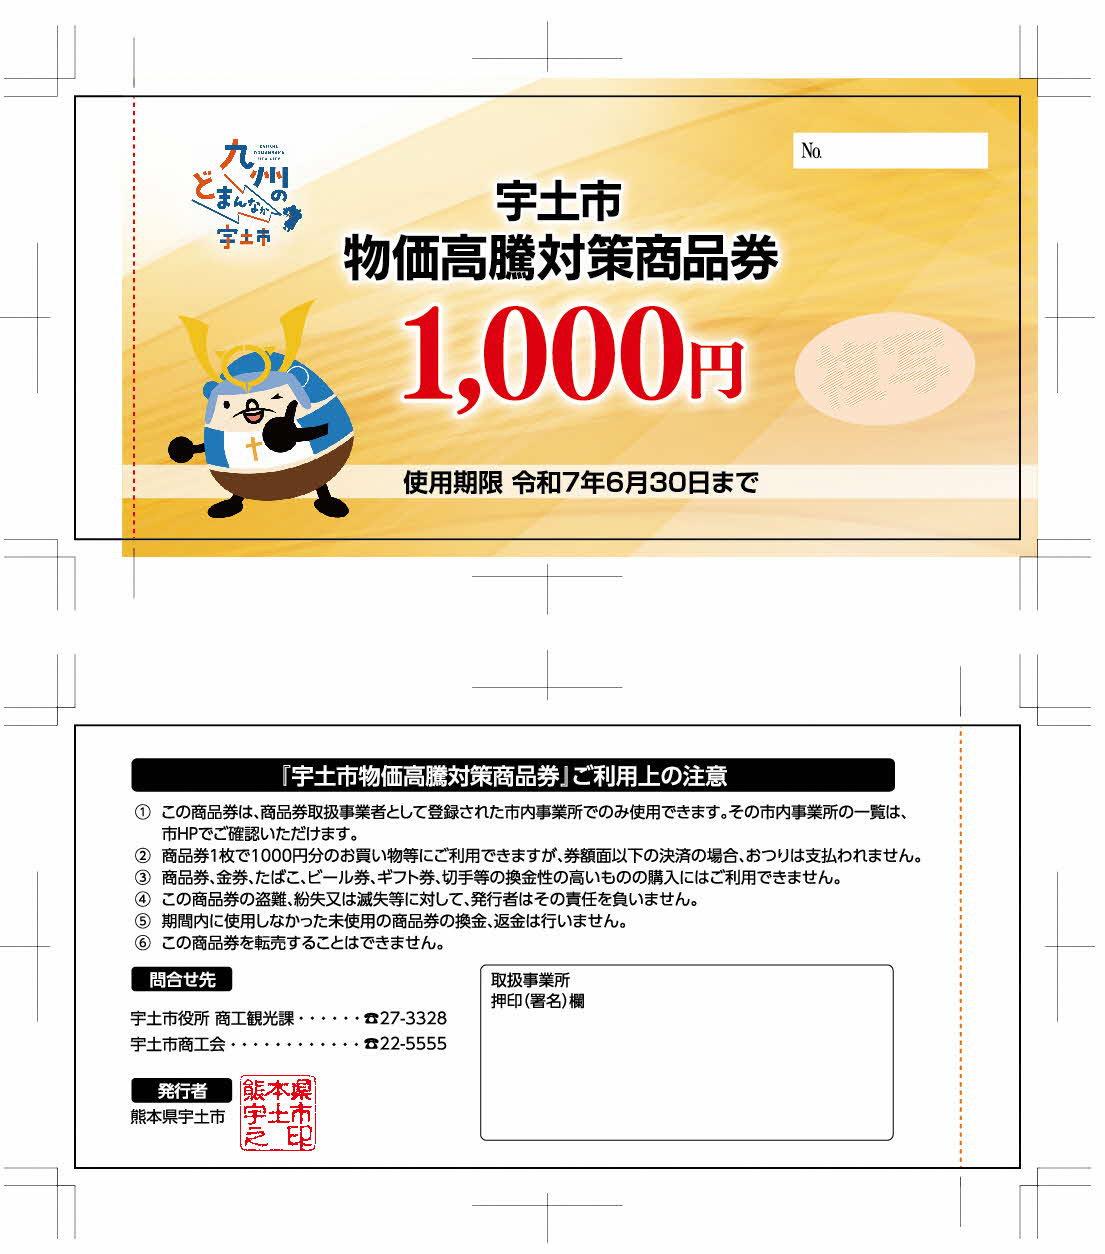 九州の
どまんなか
宇土市
No.
宇土市
物価高騰対策商品券
1,000円
複写
使用期限 令和7年6月30日まで
『宇土市物価高騰対策商品券』ご利用上の注意
① この商品券は、商品券取扱事業者として登録された市内事業所でのみ使用できます。その市内事業所の一覧は、
市HPでご確認いただけます。
② 商品券1枚で1000円分のお買い物等にご利用できますが、券額面以下の決済の場合、おつりは支払われません。
③ 商品券、金券、たばこ、ビール券、ギフト券、切手等の換金性の高いものの購入にはご利用できません。
④ この商品券の盗難、紛失又は滅失等に対して、発行者はその責任を負いません。
⑤ 期間内に使用しなかった未使用の商品券の換金、返金は行いません。
⑥ この商品券を転売することはできません。
問合せ先
宇土市役所 商工観光課・・・・・・☎27-3328
宇土市商工会・・・・・・・・・・・・☎22-5555
発行者
熊本県宇土市
熊本県
宇土市
之印
取扱事業所
押印(署名)欄